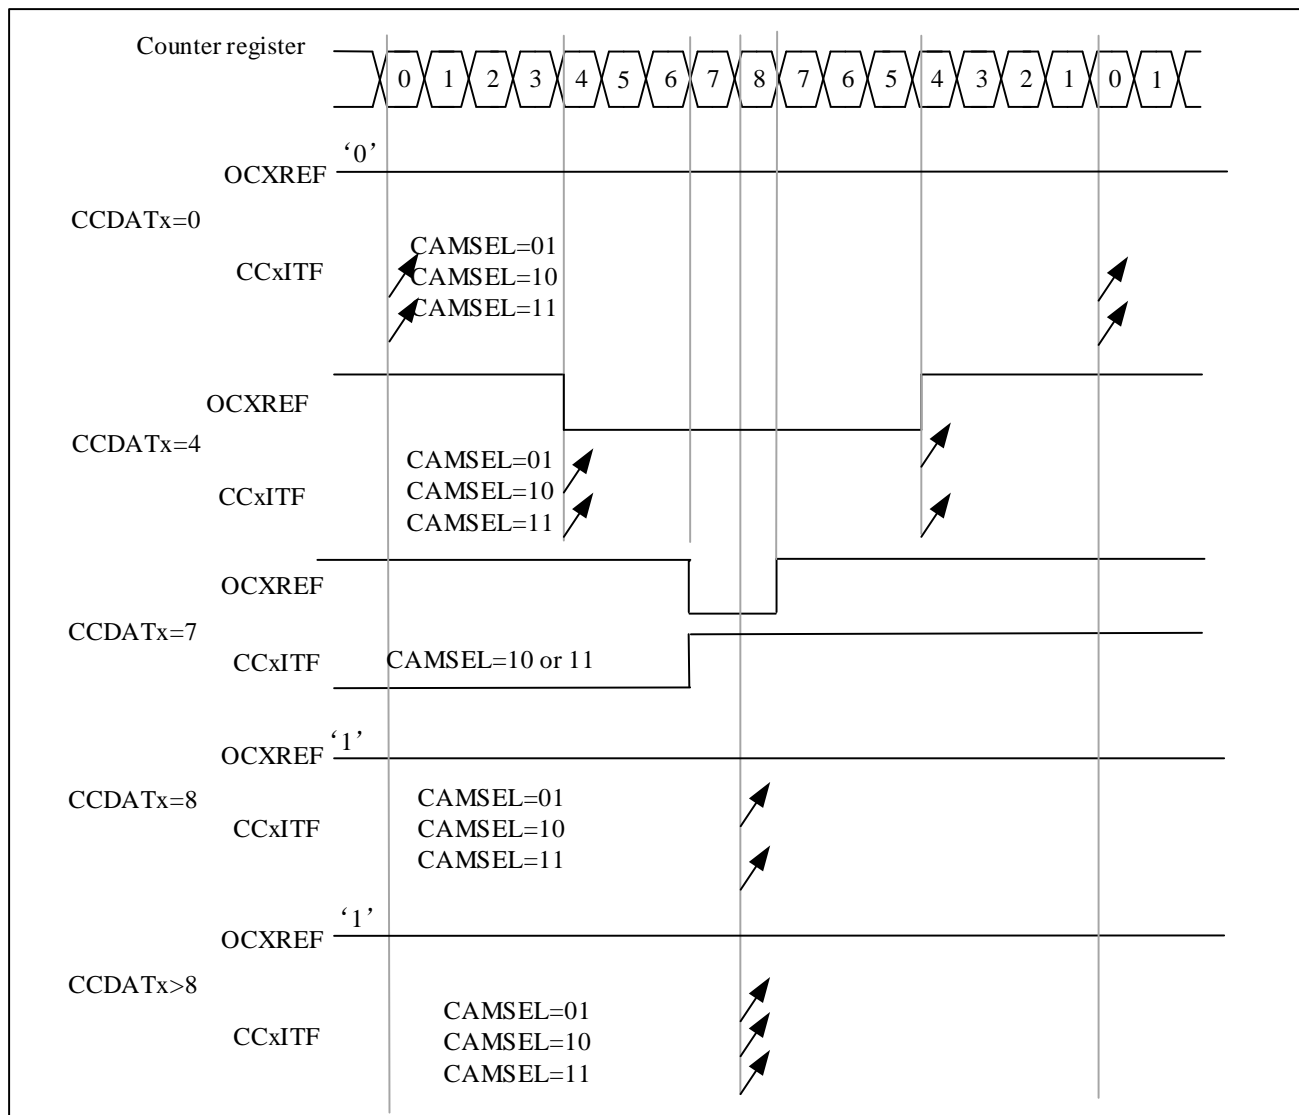 Counter register 0 1 2 3 4 5 6 7 8 7 6 5 4 3 2 1 0 1
‘0’
OCXREF
CCDATx=0
CAMSEL=01
CCxITF
CAMSEL=10
CAMSEL=11
OCXREF
CCDATx=4
CAMSEL=01
CCxITF
CAMSEL=10
CAMSEL=11
OCXREF
CCDATx=7
CCxITF
CAMSEL=10 or 11
‘1’
OCXREF
CCDATx=8
CAMSEL=01
CCxITF
CAMSEL=10
CAMSEL=11
‘1’
OCXREF
CCDATx>8
CAMSEL=01
CCxITF
CAMSEL=10
CAMSEL=11